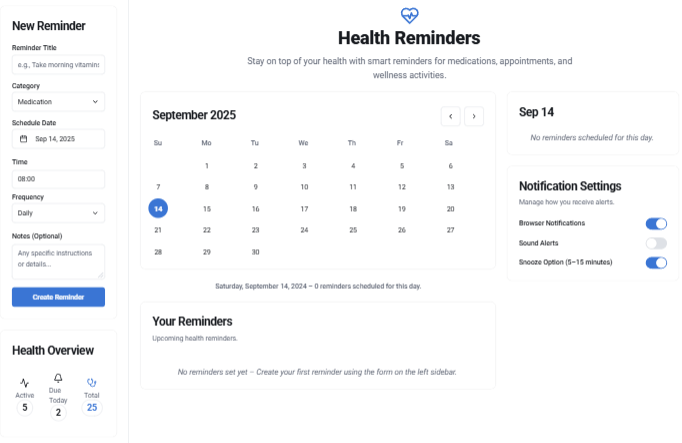 New Reminder
Reminder Title
e.g., Take morning vitamin
Category
Medication
Schedule Date
Sep 14, 2025
Time
08:00
Frequency
Daily
Notes (Optional)
Any specific instructions
or details...
Create Reminder
Health Overview
Active
5
Due
Today
2
Total
25
Health Reminders
Stay on top of your health with smart reminders for medications, appointments, and
wellness activities.
September 2025
Su Mo Tu We Th Fr Sa
1 2 3 4 5 6
7 8 9 10 11 12 13
14 15 16 17 18 19 20
21 22 23 24 25 26 27
28 29 30
Saturday, September 14, 2024 – 0 reminders scheduled for this day.
Your Reminders
Upcoming health reminders.
No reminders set yet – Create your first reminder using the form on the left sidebar.
Sep 14
No reminders scheduled for this day.
Notification Settings
Manage how you receive alerts.
Browser Notifications
Sound Alerts
Snooze Option (5–15 minutes)